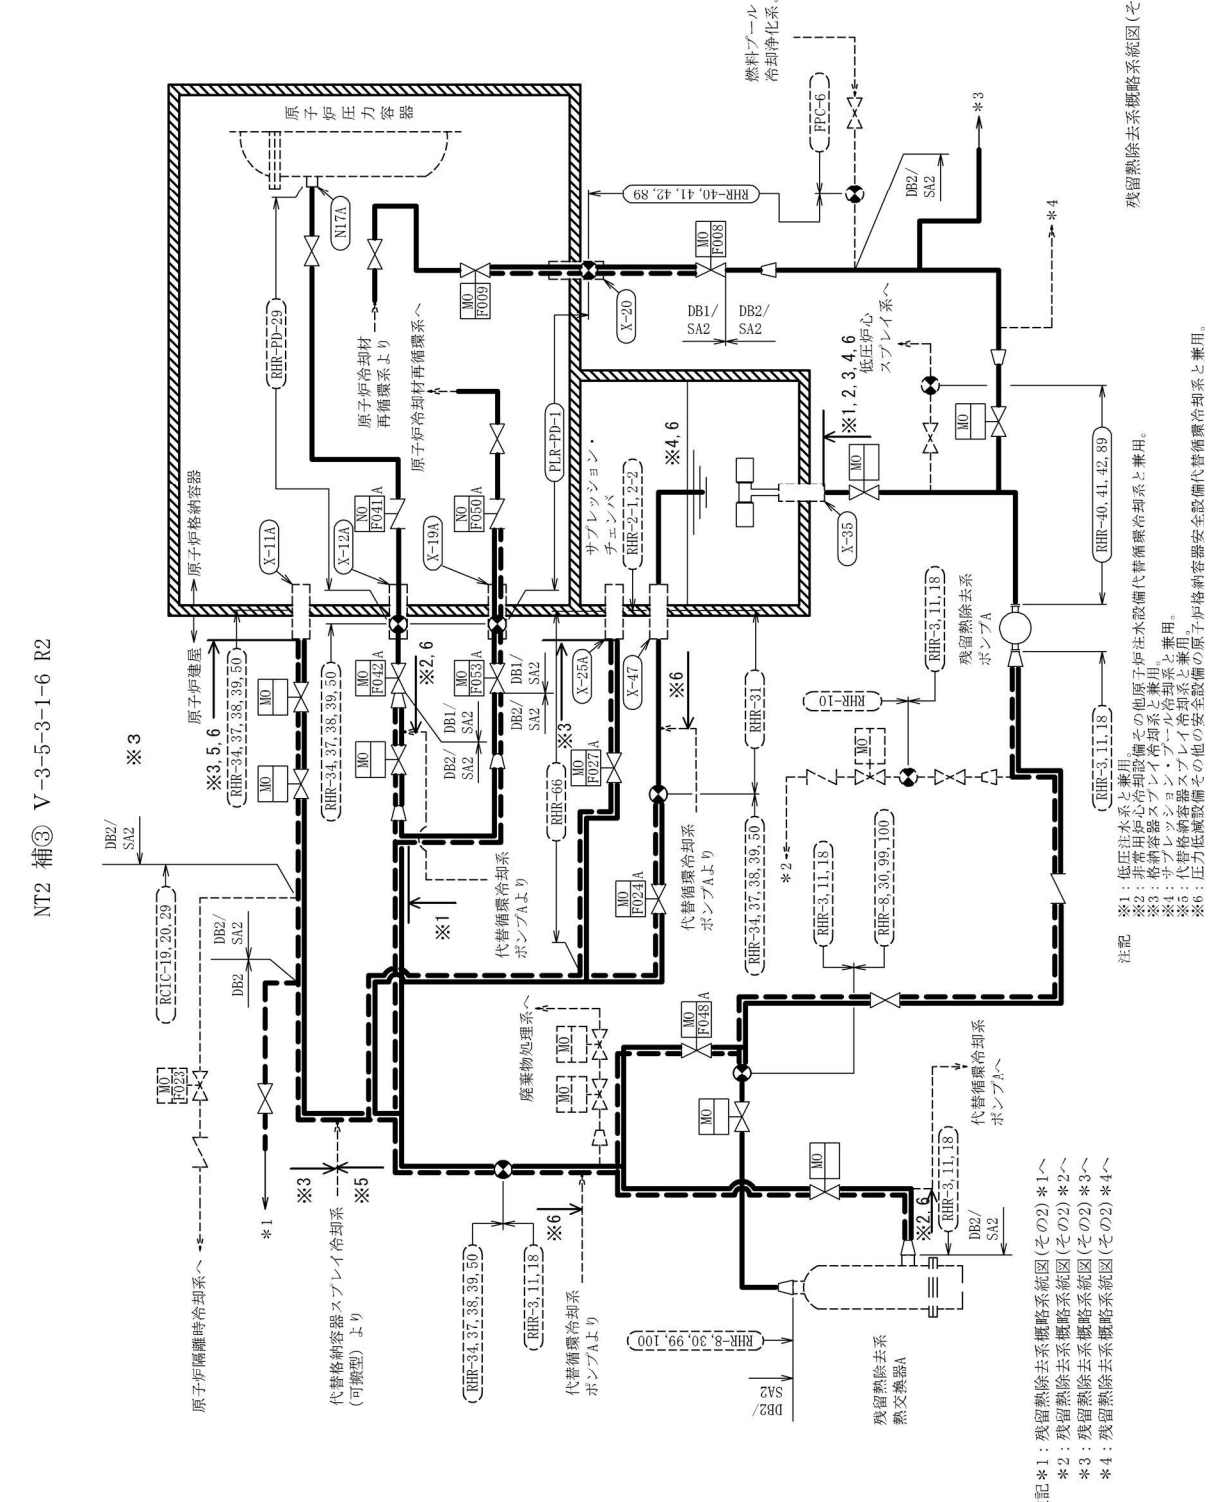 NT2 補③ V-3-5-3-1-6 R2
原子炉隔離時冷却系へ
MO
F023
RCIC-19,20,29
DB2/
SA2
※3
DB2
DB2/
SA2
*1
※3
※5
代替格納容器スプレイ冷却系
(可搬型) より
RHR-34,37,38,39,50
RHR-3,11,18
※6
代替循環冷却系
ポンプAより
廃棄物処理系へ
MO
MO
※1
代替循環冷却系
ポンプAより
原子炉建屋
原子炉格納容器
※3,5,6
RHR-34,37,38,39,50
MO
MO
X-11A
RHR-34,37,38,39,50
MO
MO
F042
A
※2,6
X-12A
NO
F041
A
DB2/
SA2
DB1/
SA2
MO
F053
A
X-19A
NO
F050
A
DB2/
SA2
DB1/
SA2
RHR-PD-29
N17A
原子炉圧力容器
原子炉冷却材
再循環系より
原子炉冷却材再循環系へ
MO
F009
PLR-PD-1
X-20
RHR-66
※3
MO
F027
A
X-25A
サプレッション・
チェンバ
RHR-2-1,2-2
X-47
※6
※4,6
代替循環冷却系
ポンプAより
MO
F024
A
RHR-34,37,38,39,50
RHR-31
MO
F008
DB1/
SA2
DB2/
SA2
RHR-40,41,42,89
FPC-6
燃料プール
冷却浄化系
DB2/
SA2
*3
*4
※1,2,3,4,6
低圧炉心
スプレイ系へ
MO
X-35
MO
RHR-40,41,42,89
RHR-3,11,18
残留熱除去系
ポンプA
RHR-10
MO
*2
RHR-3,11,18
RHR-3,11,18
RHR-8,30,99,100
MO
F048
A
MO
MO
代替循環冷却系
ポンプAへ
※2,6
RHR-3,11,18
DB2/
SA2
RHR-8,30,99,100
DB2/
SA2
残留熱除去系
熱交換器A
注記 ※1：低圧注水系と兼用。
※2：非常用炉心冷却設備その他原子炉注水設備代替循環冷却系と兼用。
※3：格納容器スプレイ冷却系と兼用。
※4：サプレッション・プール冷却系と兼用。
※5：代替格納容器スプレイ冷却系と兼用。
※6：圧力低減設備その他の安全設備の原子炉格納容器安全設備代替循環冷却系と兼用。
記*1：残留熱除去系概略系統図(その2)*1へ
*2：残留熱除去系概略系統図(その2)*2へ
*3：残留熱除去系概略系統図(その2)*3へ
*4：残留熱除去系概略系統図(その2)*4へ
残留熱除去系概略系統図(そ